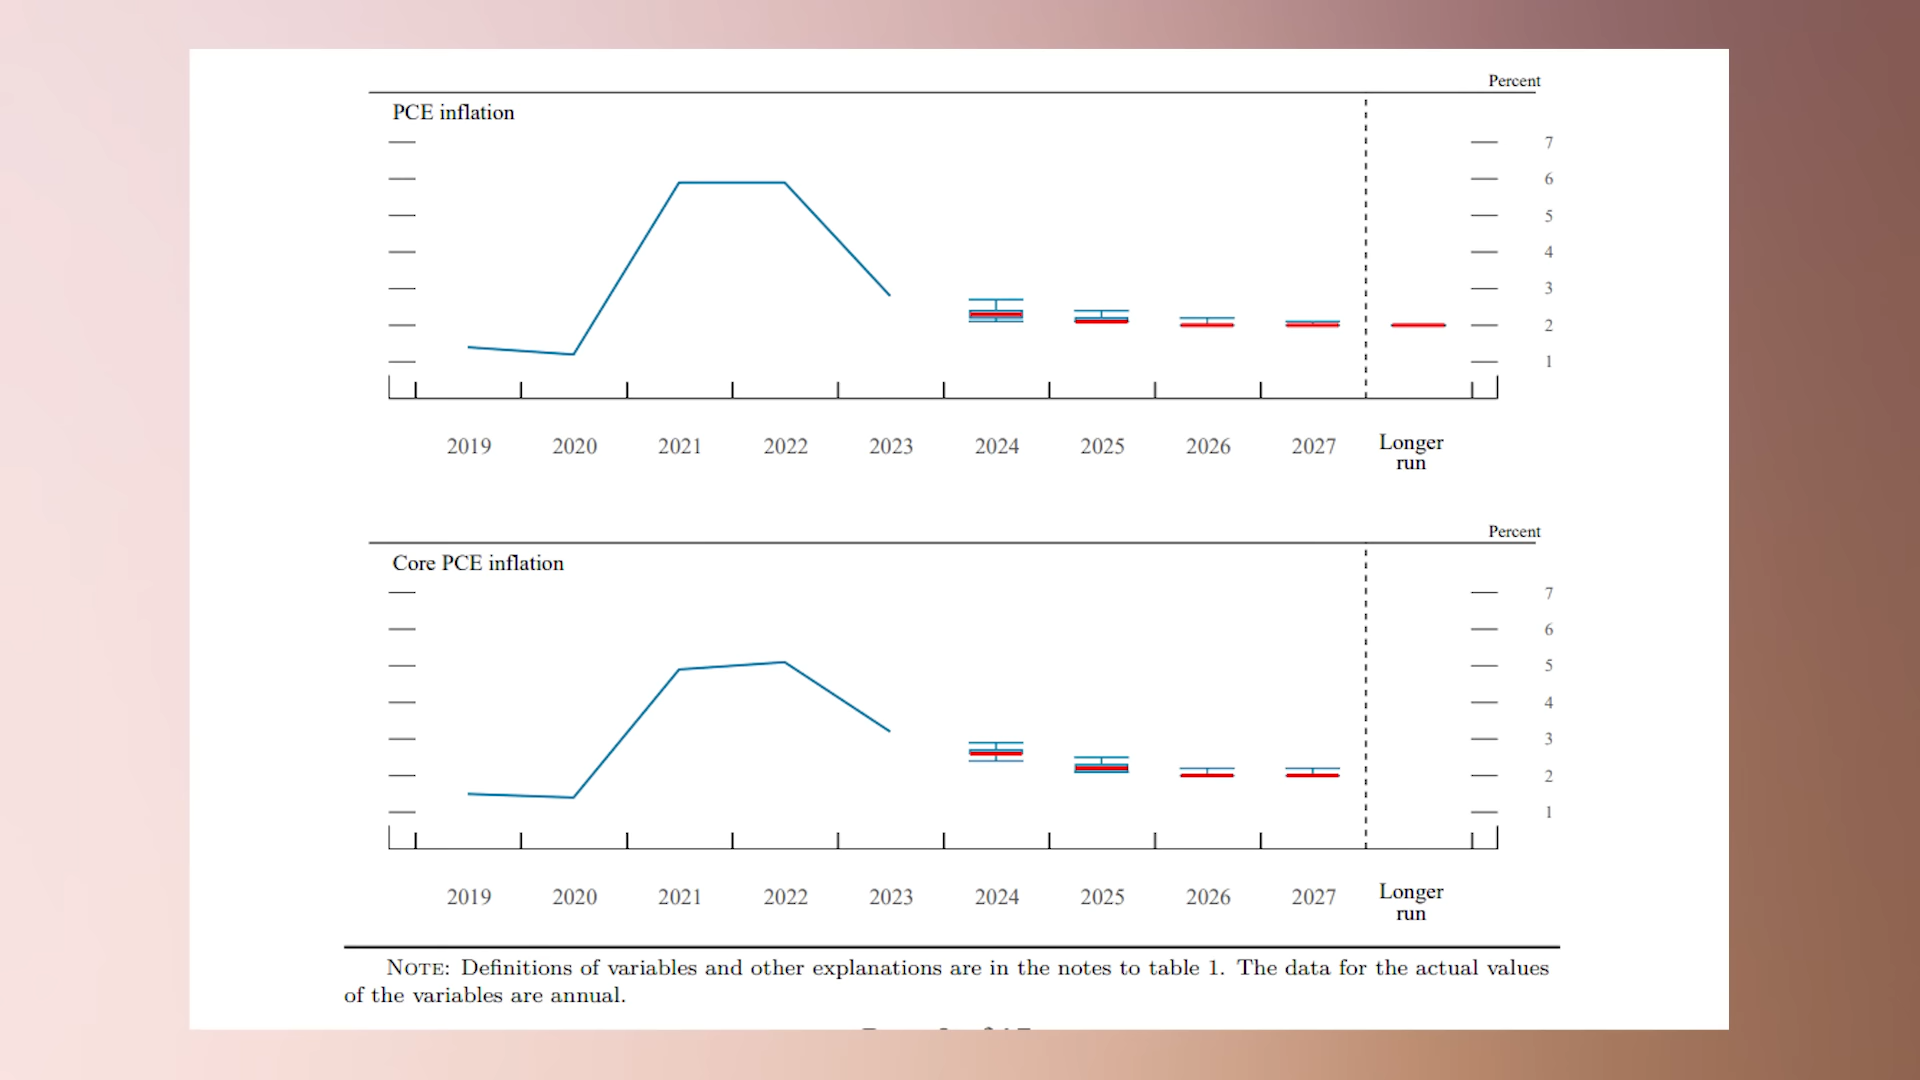 Percent
PCE inflation
7
6
5
4
3
2
1
2019 2020 2021 2022 2023 2024 2025 2026 2027 Longer
run
Percent
Core PCE inflation
7
6
5
4
3
2
1
2019 2020 2021 2022 2023 2024 2025 2026 2027 Longer
run
NOTE: Definitions of variables and other explanations are in the notes to table 1. The data for the actual values
of the variables are annual.